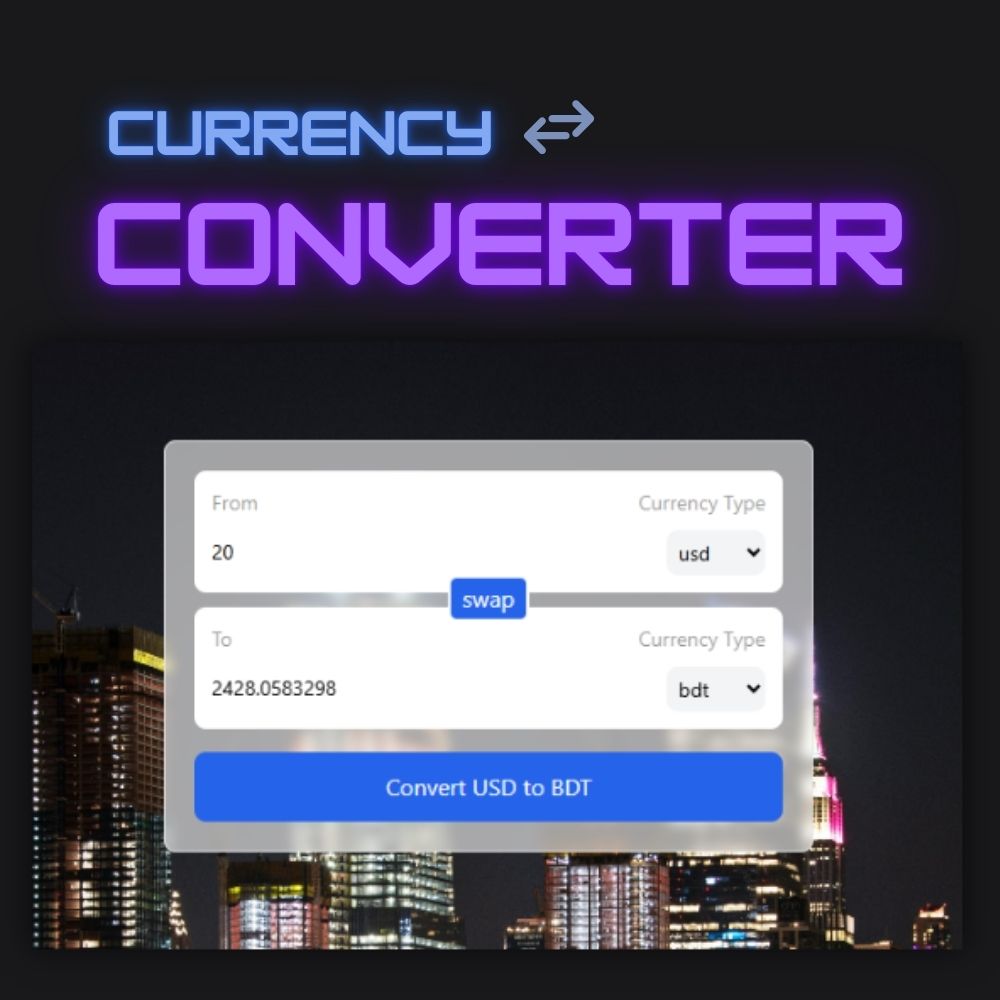 CURRENCY
CONVERTER
From Currency Type
20 usd
swap
To Currency Type
2428.0583298 bdt
Convert USD to BDT